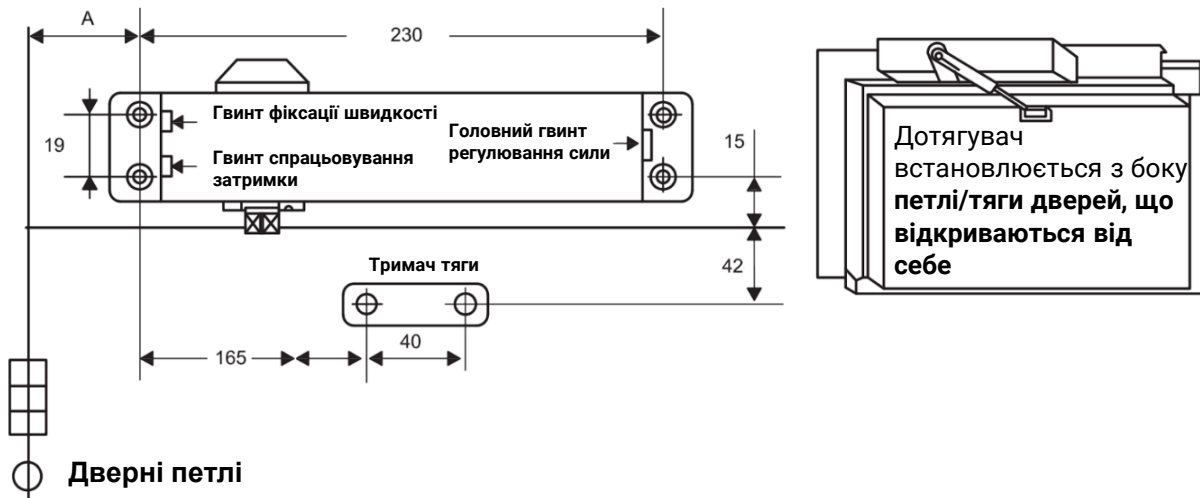 A
230
Гвинт фіксації швидкості
Головний гвинт
регулювання сили
19
Гвинт спрацьовування
затримки
15
Тримач тяги
42
165
40
Дверні петлі
Дотягувач
встановлюється з боку
петлі/тяги дверей, що
відкриваються від
себе